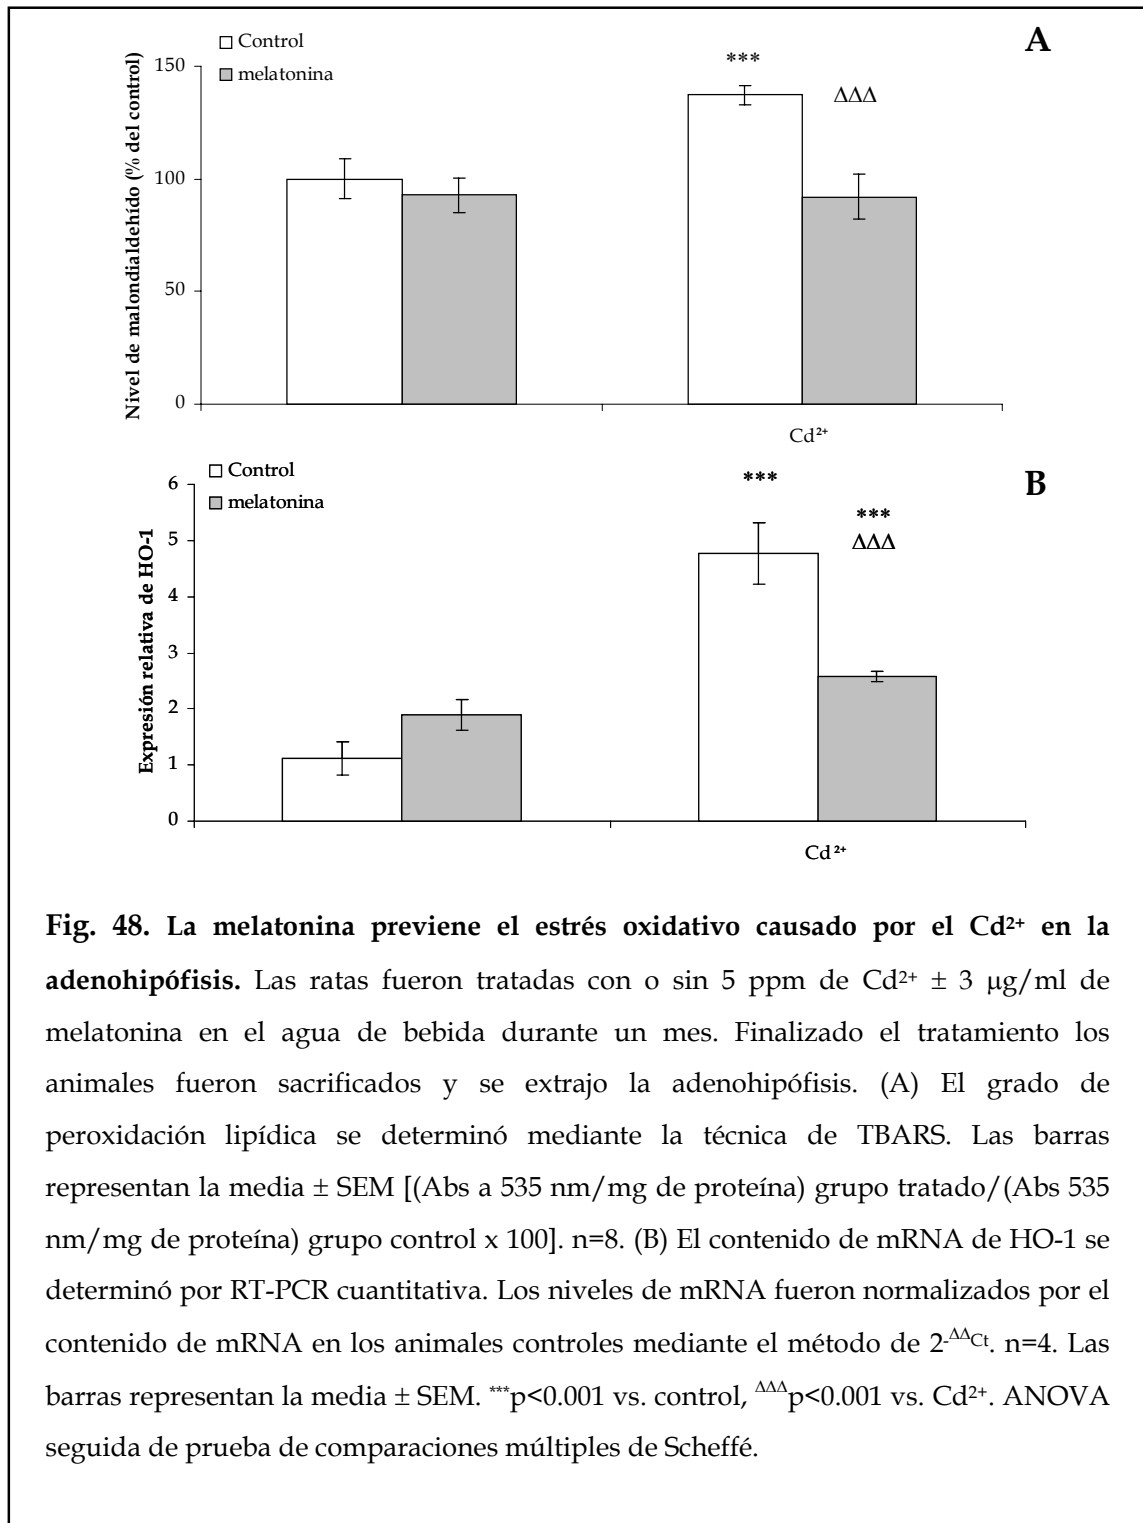 A
Control
melatonina
Nivel de malondialdehído (% del control)
150
100
50
0
***
ΔΔΔ
Cd²⁺
B
Control
melatonina
Expresión relativa de HO-1
6
5
4
3
2
1
0
***
***
ΔΔΔ
Cd²⁺
Fig. 48. La melatonina previene el estrés oxidativo causado por el Cd²⁺ en la
adenohipófisis. Las ratas fueron tratadas con o sin 5 ppm de Cd²⁺ ± 3 μg/ml de
melatonina en el agua de bebida durante un mes. Finalizado el tratamiento los
animales fueron sacrificados y se extrajo la adenohipófisis. (A) El grado de
peroxidación lipídica se determinó mediante la técnica de TBARS. Las barras
representan la media ± SEM [(Abs a 535 nm/mg de proteína) grupo tratado/(Abs 535
nm/mg de proteína) grupo control x 100]. n=8. (B) El contenido de mRNA de HO-1 se
determinó por RT-PCR cuantitativa. Los niveles de mRNA fueron normalizados por el
contenido de mRNA en los animales controles mediante el método de 2-ΔΔCt. n=4. Las
barras representan la media ± SEM. ***p<0.001 vs. control, ΔΔΔp<0.001 vs. Cd²⁺. ANOVA
seguida de prueba de comparaciones múltiples de Scheffé.